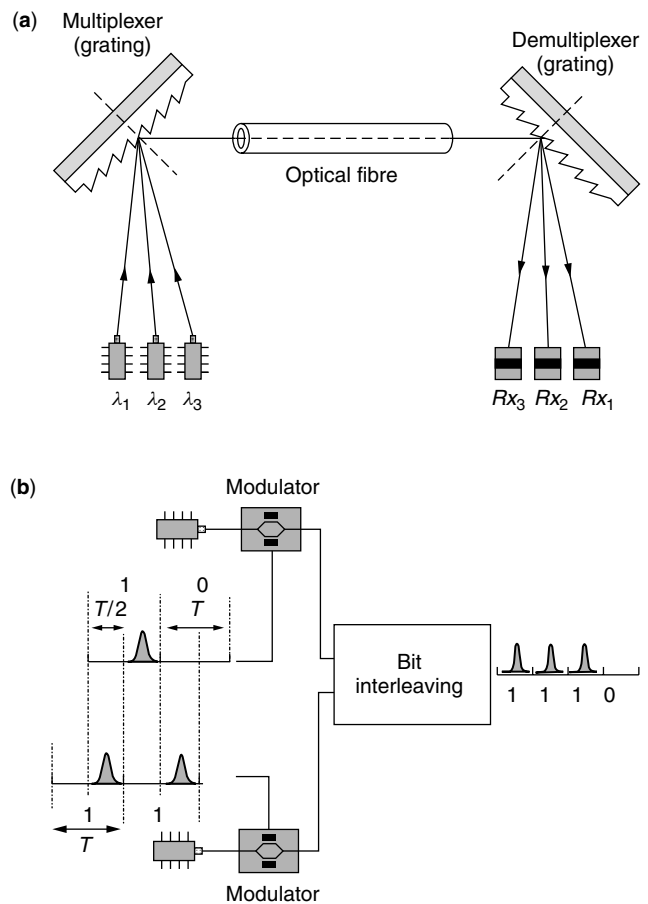 (a)
Multiplexer
(grating)
Demultiplexer
(grating)
Optical fibre
λ1 λ2 λ3
Rx3 Rx2 Rx1
(b)
Modulator
1 0
T/2 T
Bit
interleaving
1 1 1 0
1 1
T
Modulator